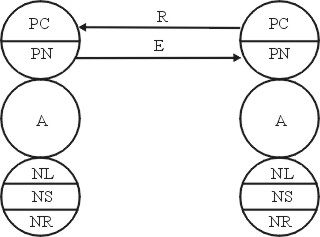 PC R PC
PN E PN
A A
NL NL
NS NS
NR NR